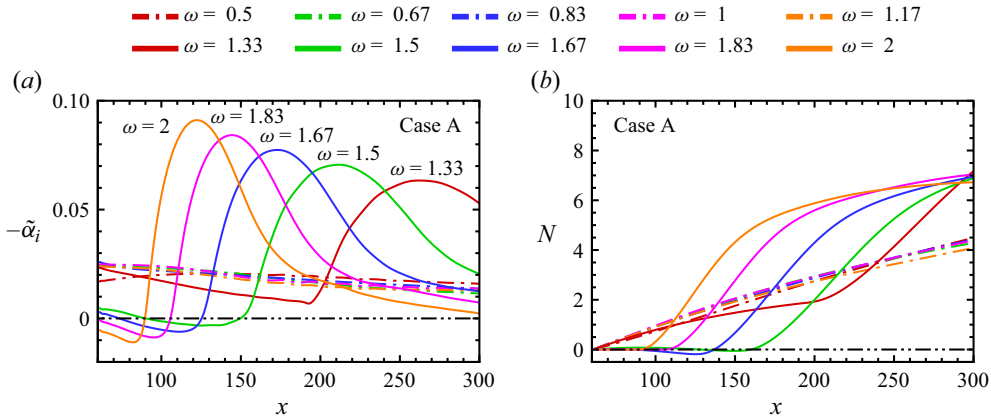 ω = 0.5 ω = 0.67 ω = 0.83 ω = 1 ω = 1.17
ω = 1.33 ω = 1.5 ω = 1.67 ω = 1.83 ω = 2
(a)
0.10
0.05
0
−α̃ᵢ
ω = 2
ω = 1.83
ω = 1.67
ω = 1.5
ω = 1.33
Case A
100 150 200 250 300
x
(b)
10
8
6
4
2
0
N
Case A
100 150 200 250 300
x